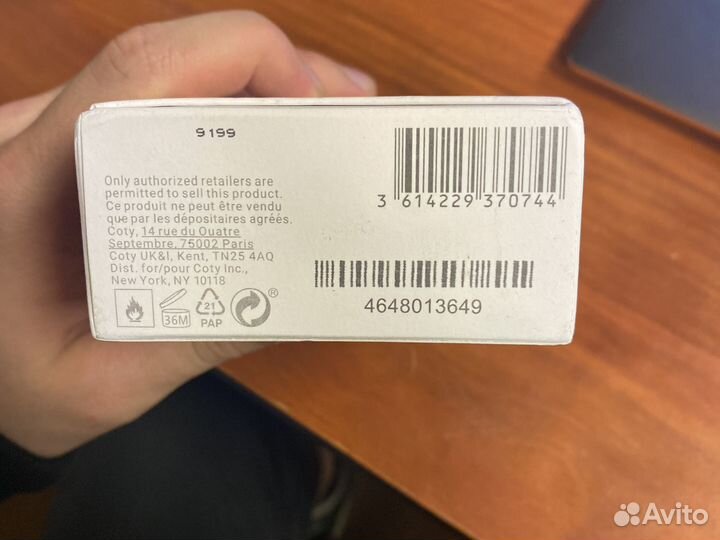 9199
Only authorized retailers are
permitted to sell this product.
Ce produit ne peut être vendu
que par les dépositaires agréés.
Coty, 14 rue du Quatre
Septembre, 75002 Paris
Coty UK&I, Kent, TN25 4AQ
Dist. for/pour Coty Inc.,
New York, NY 10118
36M
21
PAP
®
3 614229 370744
4648013649
Avito